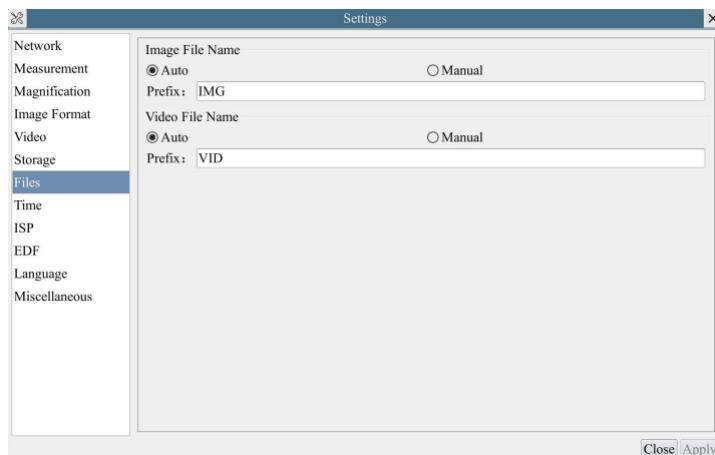 Settings
Network
Measurement
Magnification
Image Format
Video
Storage
Files
Time
ISP
EDF
Language
Miscellaneous
Image File Name
Auto Manual
Prefix: IMG
Video File Name
Auto Manual
Prefix: VID
Close Apply